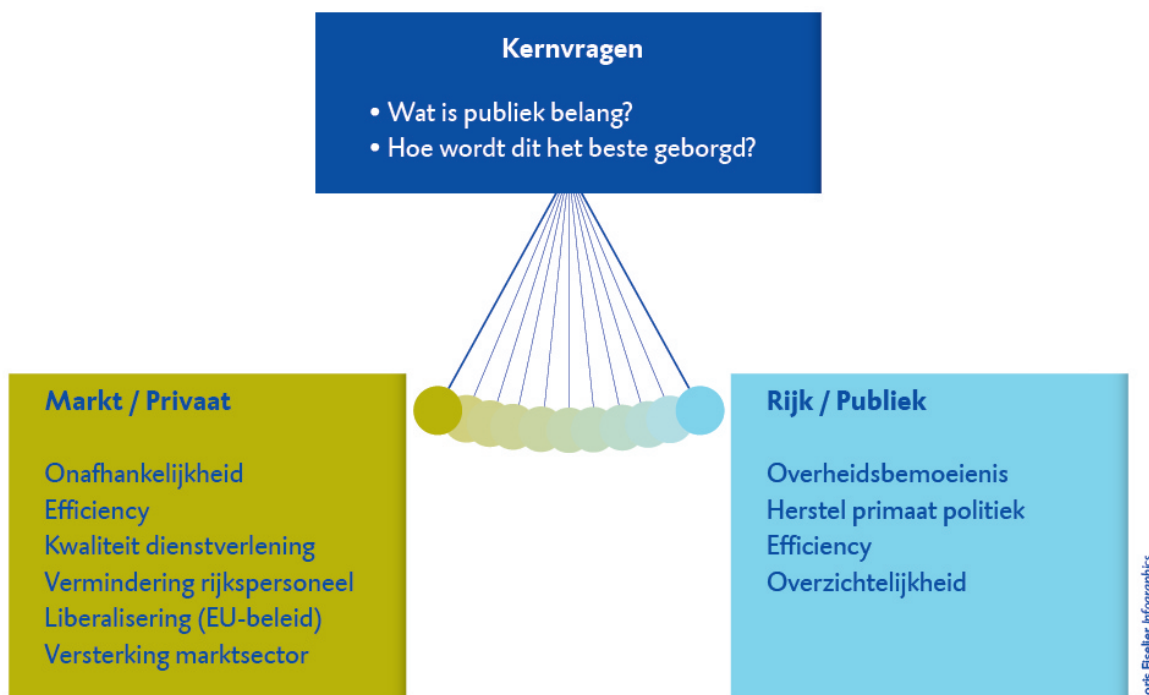 Kernvragen
• Wat is publiek belang?
• Hoe wordt dit het beste geborgd?
Markt / Privaat
Onafhankelijkheid
Efficiency
Kwaliteit dienstverlening
Vermindering rijkspersoneel
Liberalisering (EU-beleid)
Versterking marktsector
Rijk / Publiek
Overheidsbemoeienis
Herstel primaat politiek
Efficiency
Overzichtelijkheid
Infographics